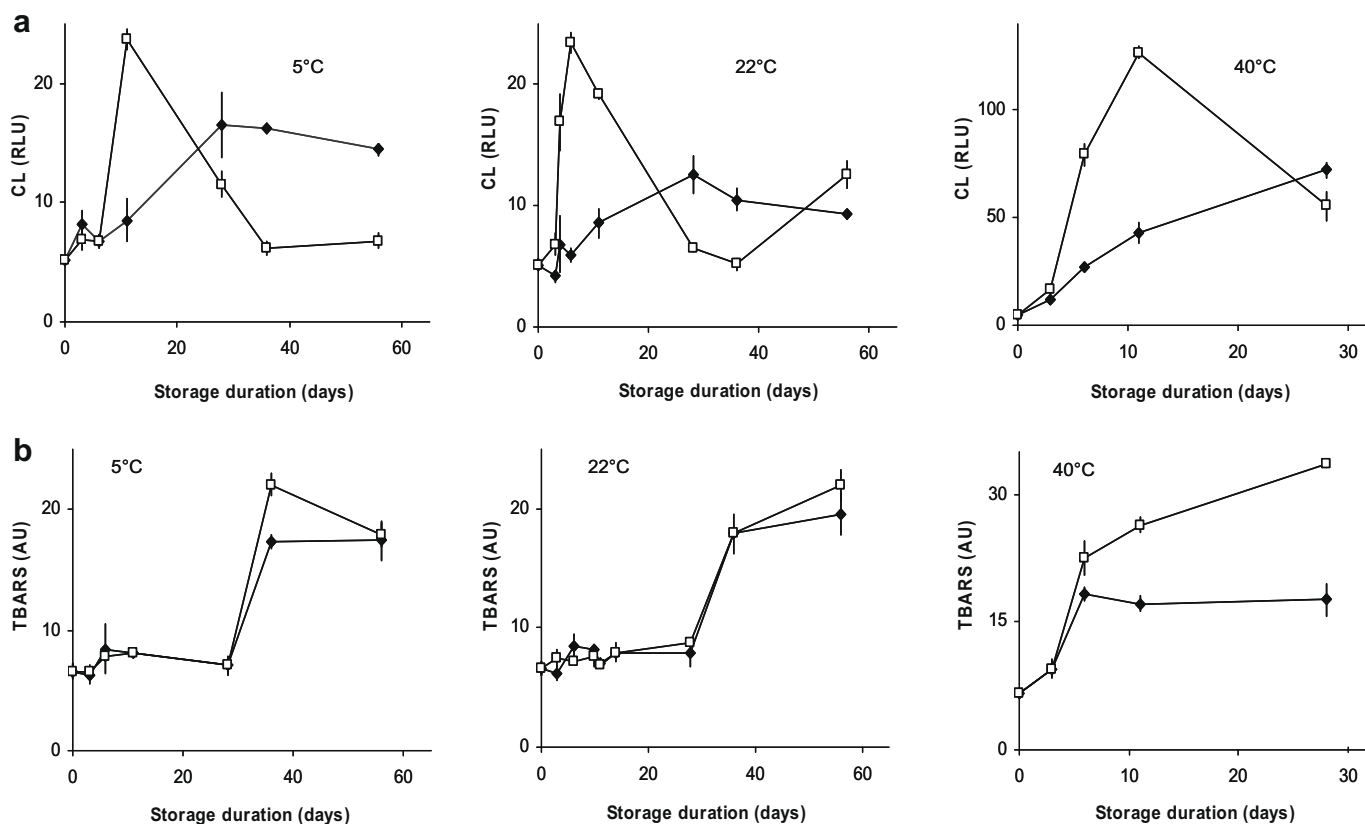 a
5°C
22°C
40°C
CL (RLU)
20
10
0
0 20 40 60
Storage duration (days)
CL (RLU)
20
10
0
0 20 40 60
Storage duration (days)
CL (RLU)
100
50
0
0 10 20 30
Storage duration (days)
b
5°C
22°C
40°C
TBARS (AU)
20
10
0
0 20 40 60
Storage duration (days)
TBARS (AU)
20
10
0
0 20 40 60
Storage duration (days)
TBARS (AU)
30
15
0
0 10 20 30
Storage duration (days)